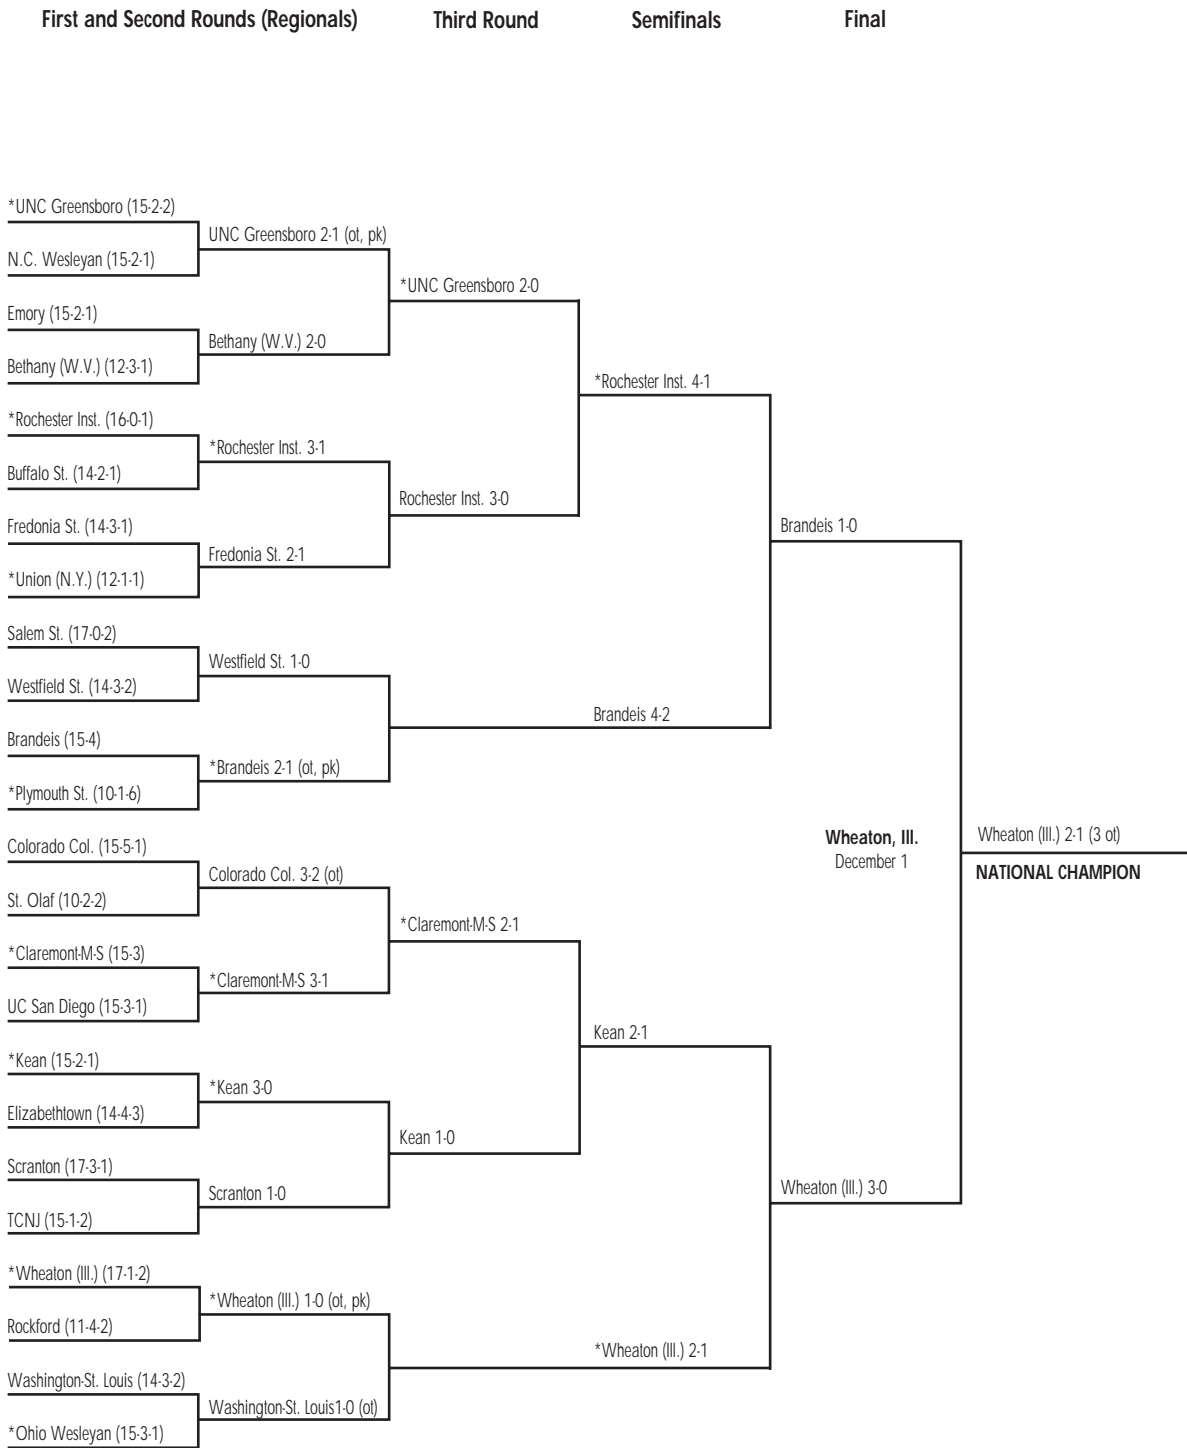 First and Second Rounds (Regionals) Third Round Semifinals Final
*UNC Greensboro (15-2-2)
UNC Greensboro 2-1 (ot, pk)
N.C. Wesleyan (15-2-1)
*UNC Greensboro 2-0
Emory (15-2-1)
Bethany (W.V.) 2-0
Bethany (W.V.) (12-3-1)
*Rochester Inst. 4-1
*Rochester Inst. (16-0-1)
*Rochester Inst. 3-1
Buffalo St. (14-2-1)
Rochester Inst. 3-0
Fredonia St. (14-3-1)
Brandeis 1-0
Fredonia St. 2-1
*Union (N.Y.) (12-1-1)
Salem St. (17-0-2)
Westfield St. 1-0
Westfield St. (14-3-2)
Brandeis 4-2
Brandeis (15-4)
*Brandeis 2-1 (ot, pk)
*Plymouth St. (10-1-6)
Wheaton, Ill.
December 1
Wheaton (Ill.) 2-1 (3 ot)
NATIONAL CHAMPION
Colorado Col. (15-5-1)
Colorado Col. 3-2 (ot)
St. Olaf (10-2-2)
*Claremont-M-S 2-1
*Claremont-M-S (15-3)
*Claremont-M-S 3-1
UC San Diego (15-3-1)
Kean 2-1
*Kean (15-2-1)
*Kean 3-0
Elizabethtown (14-4-3)
Kean 1-0
Scranton (17-3-1)
Scranton 1-0
Wheaton (Ill.) 3-0
TCNJ (15-1-2)
*Wheaton (Ill.) (17-1-2)
*Wheaton (Ill.) 1-0 (ot, pk)
Rockford (11-4-2)
*Wheaton (Ill.) 2-1
Washington-St. Louis (14-3-2)
Washington-St. Louis1-0 (ot)
*Ohio Wesleyan (15-3-1)